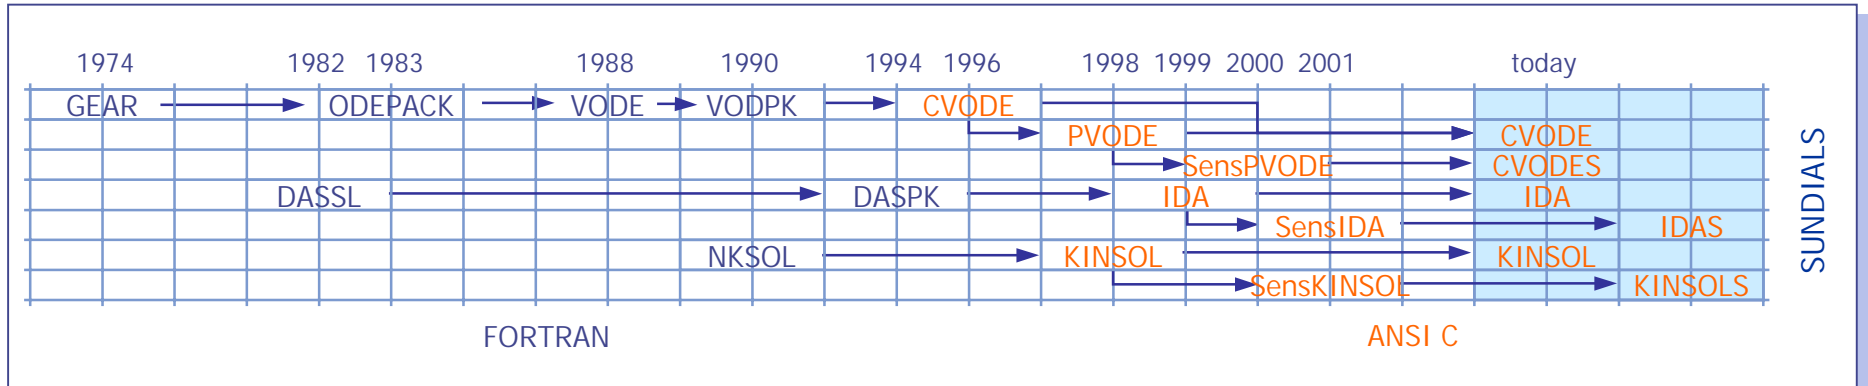 1974 1982 1983 1988 1990 1994 1996 1998 1999 2000 2001 today
GEAR ODEPACK VODE VODPK CVODE
PVODE CVODE
SensPVODE CVODES
DASSL DASPK IDA IDA
SensIDA IDAS
NKSOL KINSOL KINSOL
SensKINSOL KINSOLS
SUNDIALS
FORTRAN ANSI C